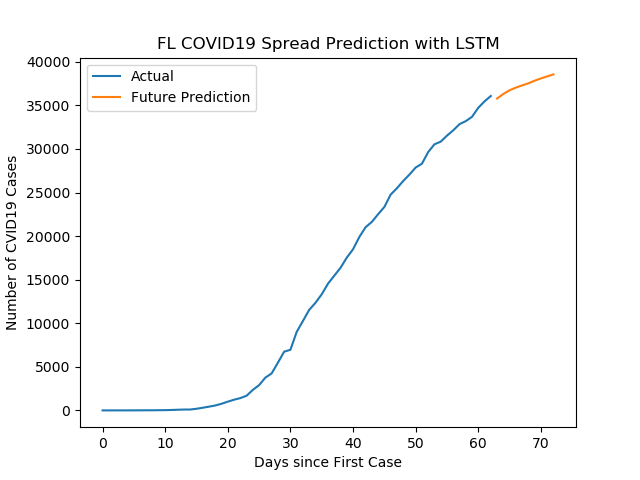 FL COVID19 Spread Prediction with LSTM
Actual
Future Prediction
40000
35000
30000
25000
20000
15000
10000
5000
0
Number of CVID19 Cases
0 10 20 30 40 50 60 70
Days since First Case